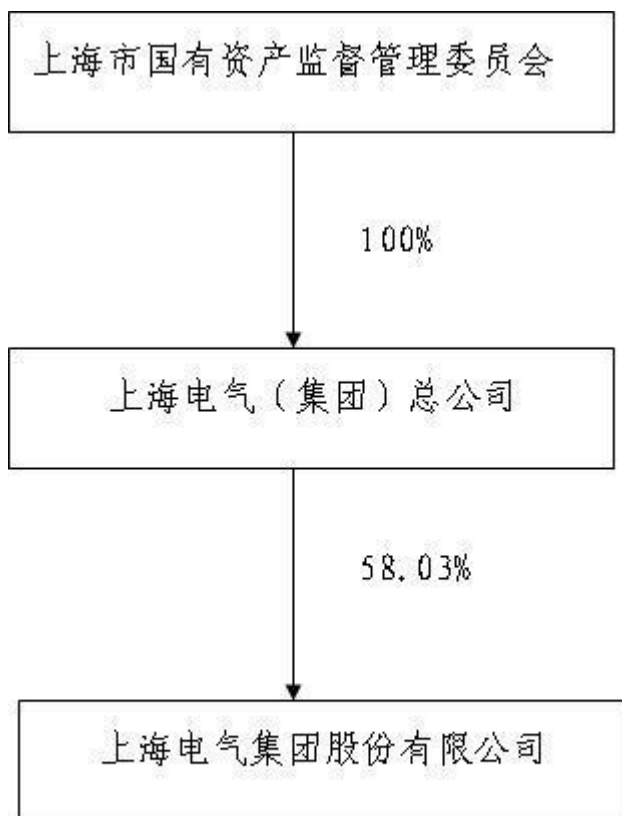 上海市国有资产监督管理委员会
100%
上海电气（集团）总公司
58.03%
上海电气集团股份有限公司